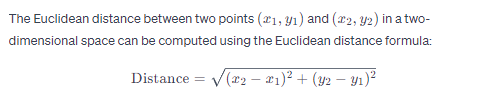 The Euclidean distance between two points (x₁, y₁) and (x₂, y₂) in a two-
dimensional space can be computed using the Euclidean distance formula:
Distance = √((x₂ − x₁)² + (y₂ − y₁)²)